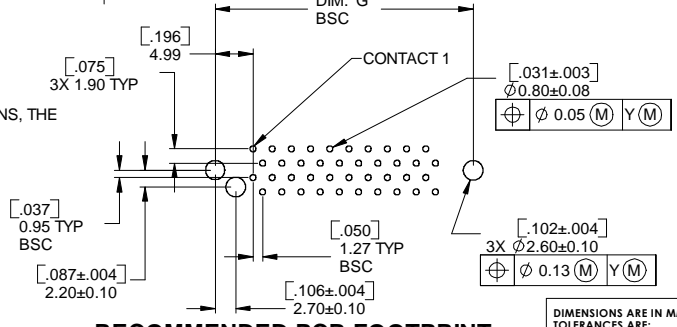 DIM. "G"
BSC
[.196]
4.99
CONTACT 1
[.075]
3X 1.90 TYP
[.031±.003]
Ø0.80±0.08
⌖ Ø 0.05 Ⓜ Y Ⓜ
NS, THE
[.037]
0.95 TYP
BSC
[.050]
1.27 TYP
BSC
[.102±.004]
3X Ø2.60±0.10
⌖ Ø 0.13 Ⓜ Y Ⓜ
[.087±.004]
2.20±0.10
[.106±.004]
2.70±0.10
RECOMMENDED PCB FOOTPRINT
DIMENSIONS ARE IN M
TOLERANCES ARE: